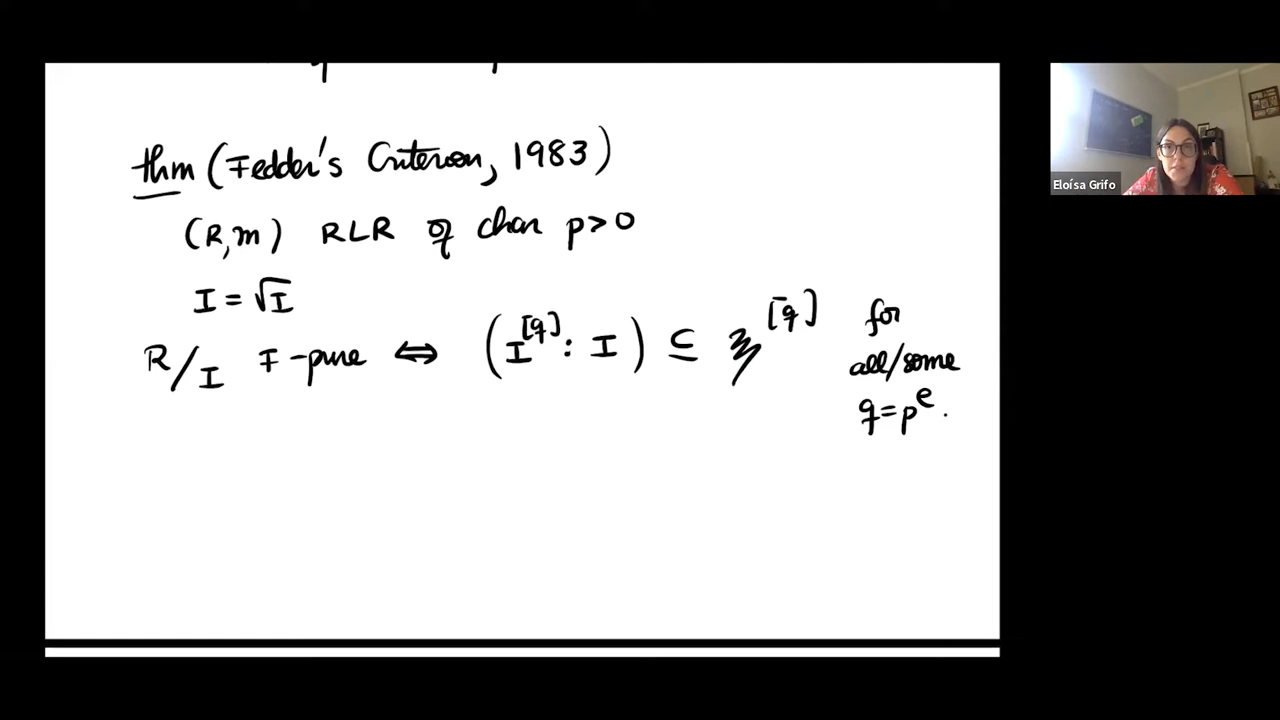 thm (Fedder's Criterion, 1983)
(R,m) RLR of char p>0
I = √I
R/I F-pure ⇔ (I^[q] : I) ⊆ m^[q] for
all/some
q=p^e.
Eloísa Grifo